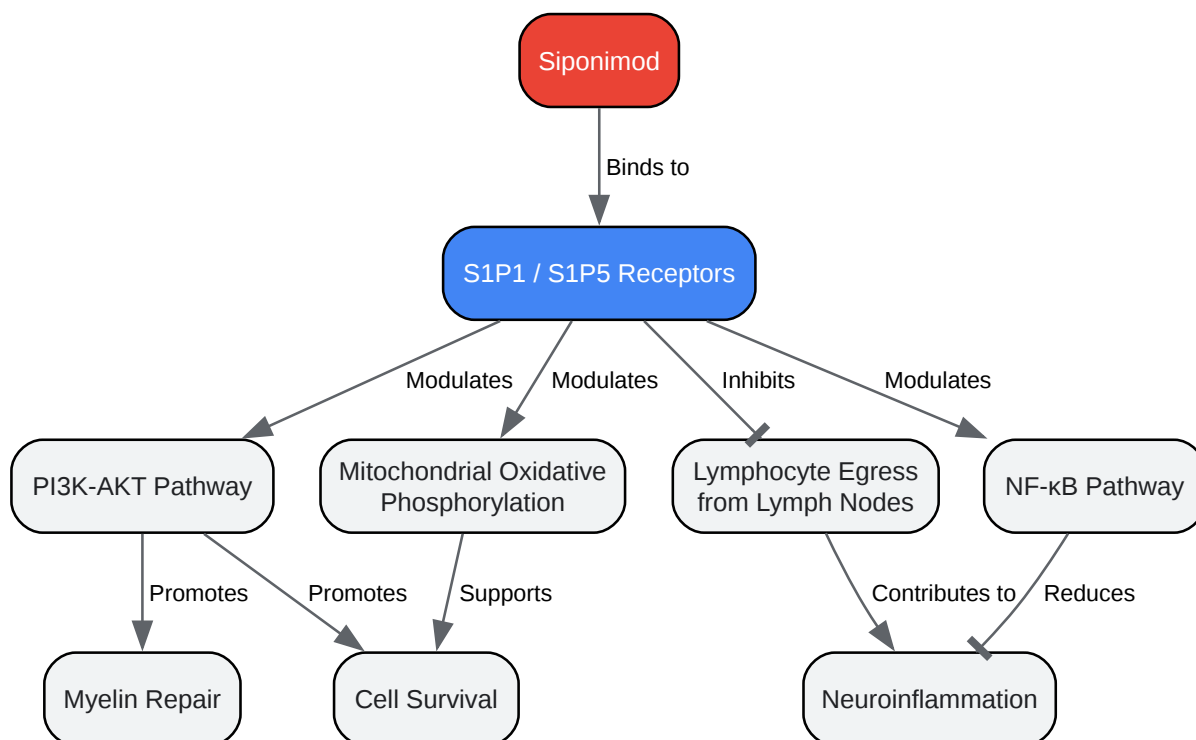 Siponimod
Binds to
S1P1 / S1P5 Receptors
Modulates
Modulates
Inhibits
Modulates
PI3K-AKT Pathway
Mitochondrial Oxidative
Phosphorylation
Lymphocyte Egress
from Lymph Nodes
NF-κB Pathway
Promotes
Promotes
Supports
Contributes to
Reduces
Myelin Repair
Cell Survival
Neuroinflammation